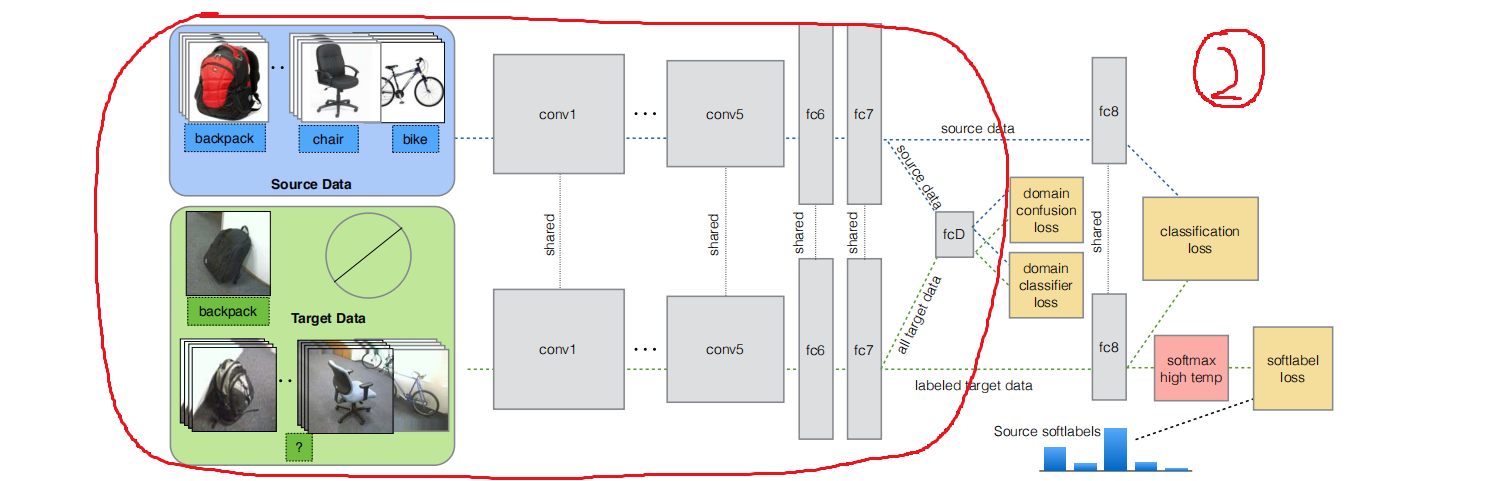 backpack
chair
bike
Source Data
backpack
Target Data
?
conv1
conv5
fc6
fc7
shared
shared
shared
shared
conv1
conv5
fc6
fc7
source data
source data
all target data
labeled target data
fcD
domain
confusion
loss
domain
classifier
loss
fc8
shared
fc8
classification
loss
softmax
high temp
softlabel
loss
Source softlabels
2